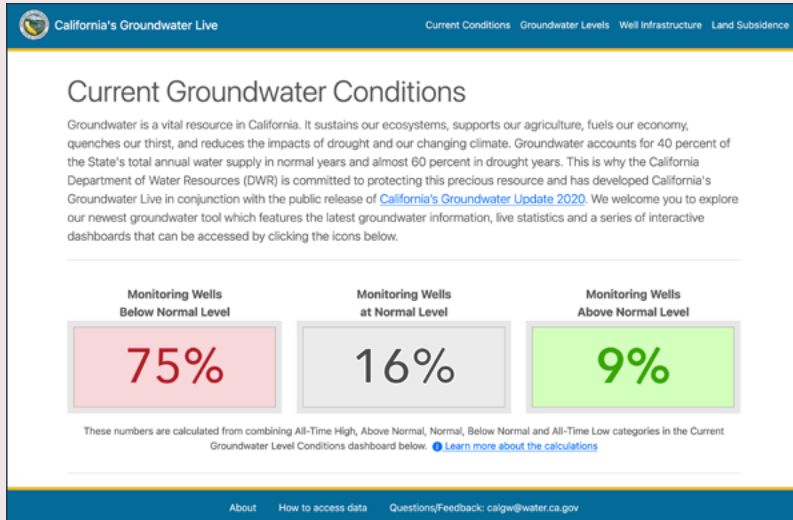 California's Groundwater Live
Current Conditions Groundwater Levels Well Infrastructure Land Subsidence
Current Groundwater Conditions
Groundwater is a vital resource in California. It sustains our ecosystems, supports our agriculture, fuels our economy,
quenches our thirst, and reduces the impacts of drought and our changing climate. Groundwater accounts for 40 percent of
the State's total annual water supply in normal years and almost 60 percent in drought years. This is why the California
Department of Water Resources (DWR) is committed to protecting this precious resource and has developed California's
Groundwater Live in conjunction with the public release of California's Groundwater Update 2020. We welcome you to explore
our newest groundwater tool which features the latest groundwater information, live statistics and a series of interactive
dashboards that can be accessed by clicking the icons below.
Monitoring Wells
Below Normal Level
75%
Monitoring Wells
at Normal Level
16%
Monitoring Wells
Above Normal Level
9%
These numbers are calculated from combining All-Time High, Above Normal, Normal, Below Normal and All-Time Low categories in the Current
Groundwater Level Conditions dashboard below. Learn more about the calculations
About How to access data Questions/Feedback: calgw@water.ca.gov